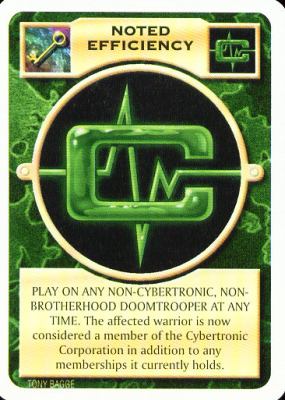 NOTED
EFFICIENCY
PLAY ON ANY NON-CYBERTRONIC, NON-
BROTHERHOOD DOOMTROOPER AT ANY
TIME. The affected warrior is now
considered a member of the Cybertronic
Corporation in addition to any
memberships it currently holds.
TONY BAGGE